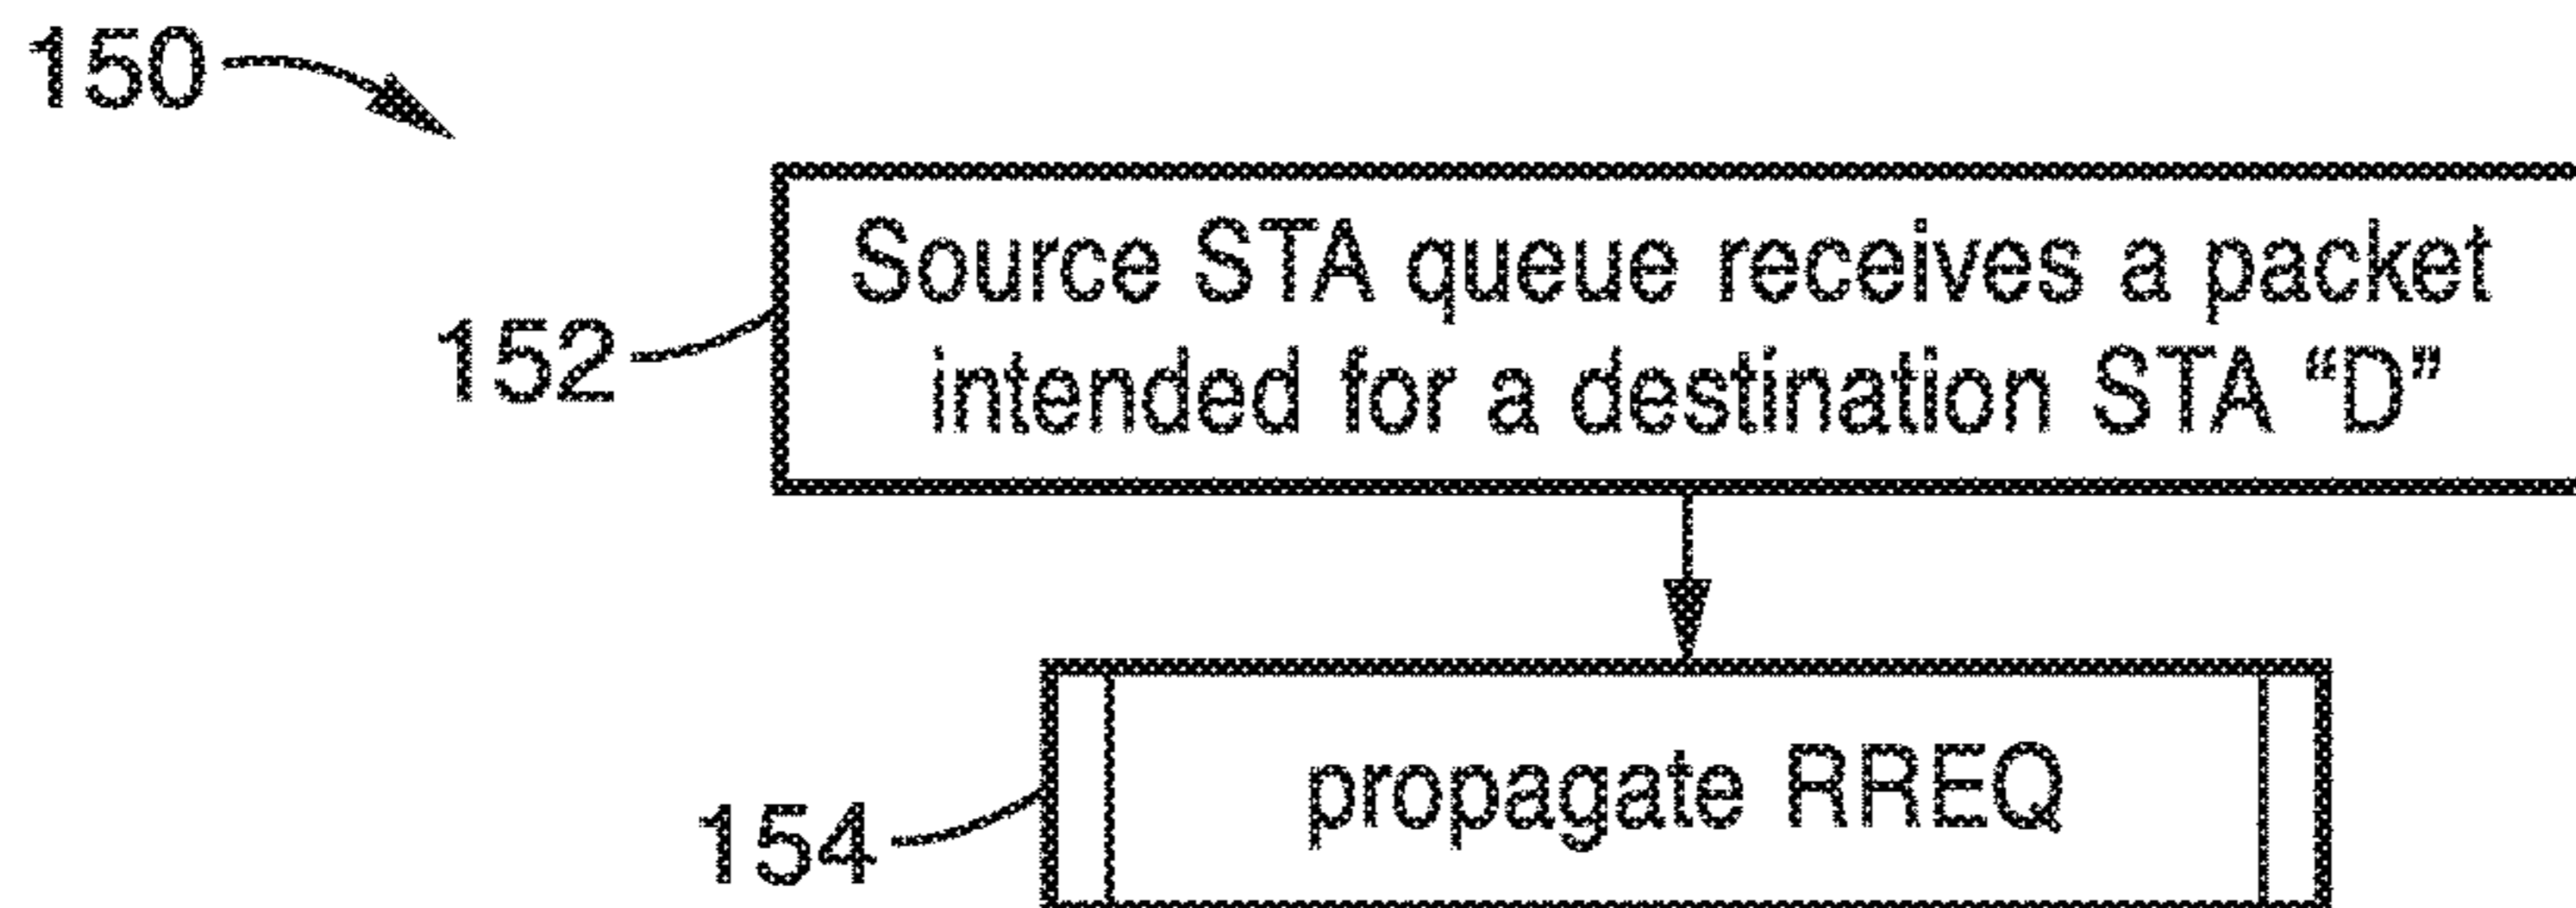 150
Source STA queue receives a packet
intended for a destination STA “D”
152
propagate RREQ
154